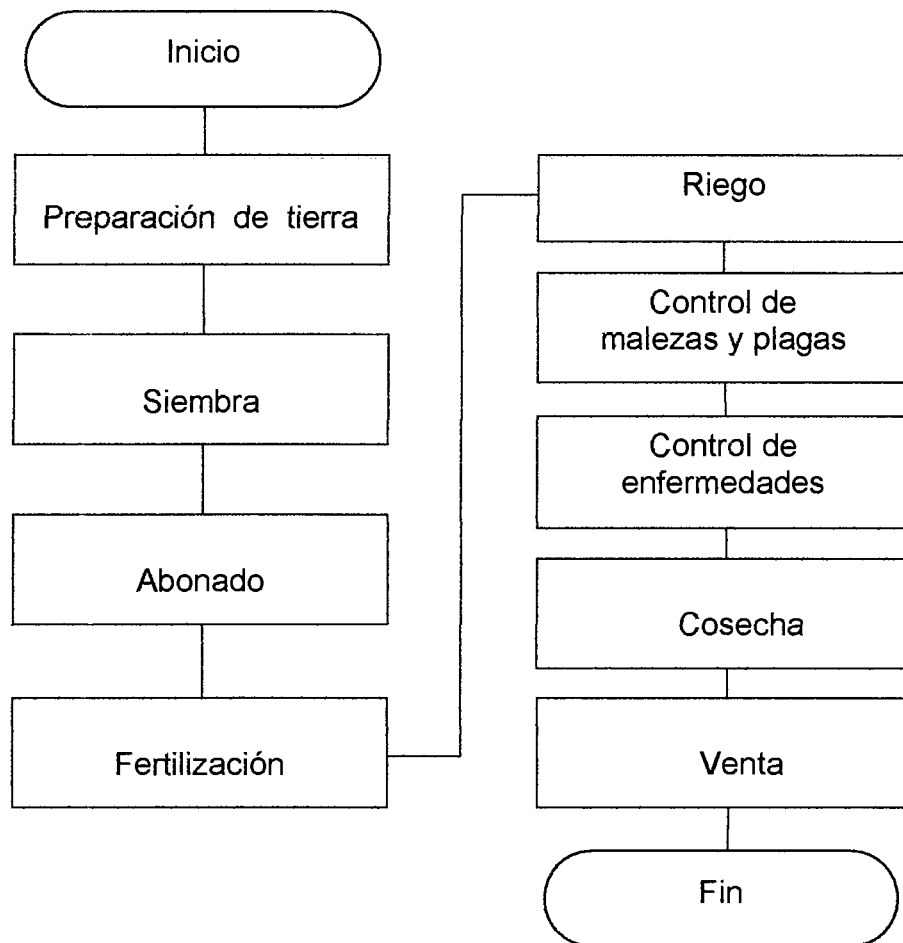 Inicio
Preparación de tierra
Siembra
Abonado
Fertilización
Riego
Control de
malezas y plagas
Control de
enfermedades
Cosecha
Venta
Fin